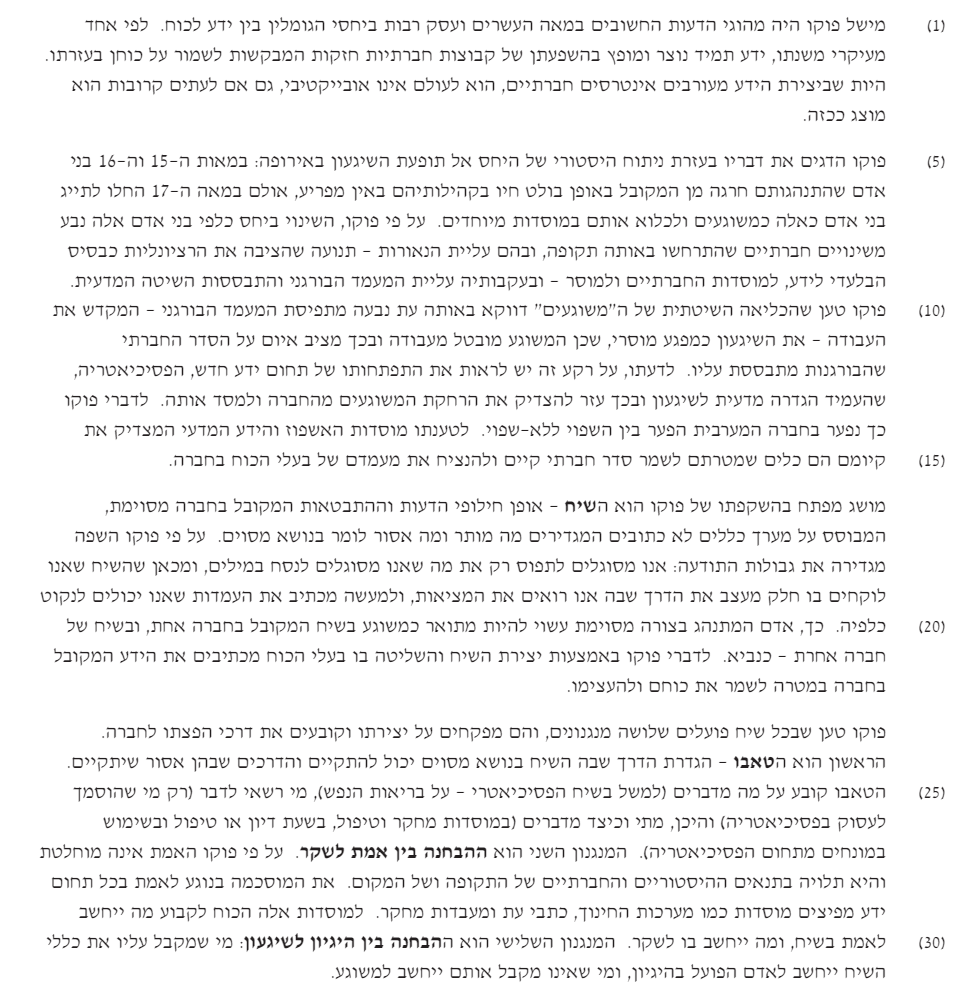 (1) מישל פוקו היה מהוגי הדעות החשובים במאה העשרים ועסק רבות ביחסי הגומלין בין ידע לכוח. לפי אחד
מעיקרי משנתו, ידע תמיד נוצר ומופץ בהשפעתן של קבוצות חברתיות חזקות המבקשות לשמור על כוחן בעזרתו.
היות שביצירת הידע מעורבים אינטרסים חברתיים, הוא לעולם אינו אובייקטיבי, גם אם לעתים קרובות הוא
מוצג ככזה.
(5) פוקו הדגים את דבריו בעזרת ניתוח היסטורי של היחס אל תופעת השיגעון באירופה: במאות ה-15 וה-16 בני
אדם שהתנהגותם חרגה מן המקובל באופן בולט חיו בקהילותיהם באין מפריע, אולם במאה ה-17 החלו לתייג
בני אדם כאלה כמשוגעים ולכלוא אותם במוסדות מיוחדים. על פי פוקו, השינוי ביחס כלפי בני אדם אלה נבע
משינויים חברתיים שהתרחשו באותה תקופה, ובהם עליית הנאורות - תנועה שהציבה את הרציונליות כבסיס
הבלעדי לידע, למוסדות החברתיים ולמוסר - ובעקבותיה עליית המעמד הבורגני והתבססות השיטה המדעית.
(10) פוקו טען שהכליאה השיטתית של ה"משוגעים" דווקא באותה עת נבעה מתפיסת המעמד הבורגני - המקדש את
העבודה - את השיגעון כמפגע מוסרי, שכן המשוגע מובטל מעבודה ובכך מציב איום על הסדר החברתי
שהבורגנות מתבססת עליו. לדעתו, על רקע זה יש לראות את התפתחותו של תחום ידע חדש, הפסיכיאטריה,
שהעמיד הגדרה מדעית לשיגעון ובכך עזר להצדיק את הרחקת המשוגעים מהחברה ולמסד אותה. לדברי פוקו
כך נפער בחברה המערבית הפער בין השפוי ללא-שפוי. לטענתו מוסדות האשפוז והידע המדעי המצדיק את
(15) קיומם הם כלים שמטרתם לשמר סדר חברתי קיים ולהנציח את מעמדם של בעלי הכוח בחברה.
מושג מפתח בהשקפתו של פוקו הוא השיח - אופן חילופי הדעות וההתבטאות המקובל בחברה מסוימת,
המבוסס על מערך כללים לא כתובים המגדירים מה מותר ומה אסור לומר בנושא מסוים. על פי פוקו השפה
מגדירה את גבולות התודעה: אנו מסוגלים לתפוס רק את מה שאנו מסוגלים לנסח במילים, ומכאן שהשיח שאנו
לוקחים בו חלק מעצב את הדרך שבה אנו רואים את המציאות, ולמעשה מכתיב את העמדות שאנו יכולים לנקוט
(20) כלפיה. כך, אדם המתנהג בצורה מסוימת עשוי להיות מתואר כמשוגע בשיח המקובל בחברה אחת, ובשיח של
חברה אחרת - כנביא. לדברי פוקו באמצעות יצירת השיח והשליטה בו בעלי הכוח מכתיבים את הידע המקובל
בחברה במטרה לשמר את כוחם ולהעצימו.
פוקו טען שבכל שיח פועלים שלושה מנגנונים, והם מפקחים על יצירתו וקובעים את דרכי הפצתו לחברה.
הראשון הוא הטאבו - הגדרת הדרך שבה השיח בנושא מסוים יכול להתקיים והדרכים שבהן אסור שיתקיים.
(25) הטאבו קובע על מה מדברים (למשל בשיח הפסיכיאטרי - על בריאות הנפש), מי רשאי לדבר (רק מי שהוסמך
לעסוק בפסיכיאטריה) והיכן, מתי וכיצד מדברים (במוסדות מחקר וטיפול, בשעת דיון או טיפול ובשימוש
במונחים מתחום הפסיכיאטריה). המנגנון השני הוא ההבחנה בין אמת לשקר. על פי פוקו האמת אינה מוחלטת
והיא תלויה בתנאים ההיסטוריים והחברתיים של התקופה ושל המקום. את המוסכמה בנוגע לאמת בכל תחום
ידע מפיצים מוסדות כמו מערכות החינוך, כתבי עת ומעבדות מחקר. למוסדות אלה הכוח לקבוע מה ייחשב
(30) לאמת בשיח, ומה ייחשב בו לשקר. המנגנון השלישי הוא ההבחנה בין היגיון לשיגעון: מי שמקבל עליו את כללי
השיח ייחשב לאדם הפועל בהיגיון, ומי שאינו מקבל אותם ייחשב למשוגע.